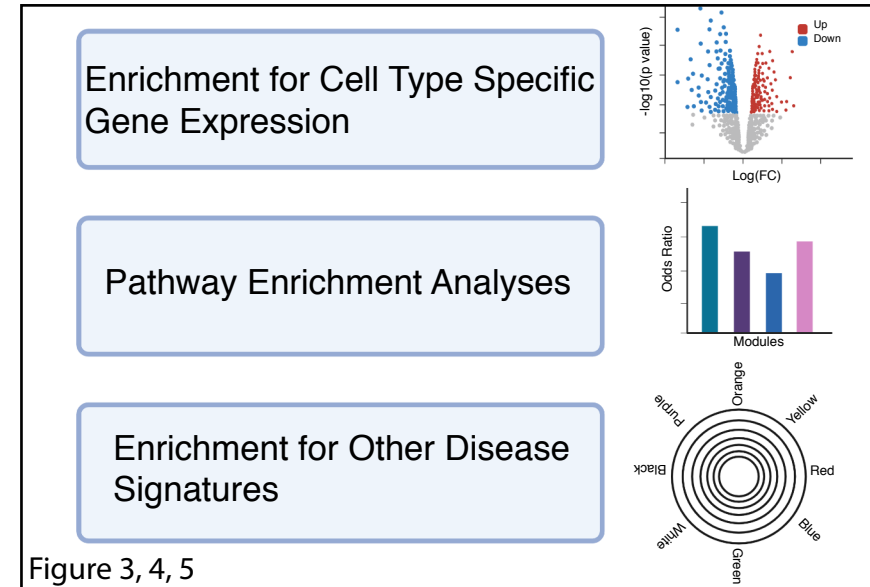 Enrichment for Cell Type Specific
Gene Expression
-log10(p value)
Up
Down
Log(FC)
Pathway Enrichment Analyses
Odds Ratio
Modules
Enrichment for Other Disease
Signatures
Orange
Yellow
Red
Blue
Green
White
Black
Purple
Figure 3, 4, 5